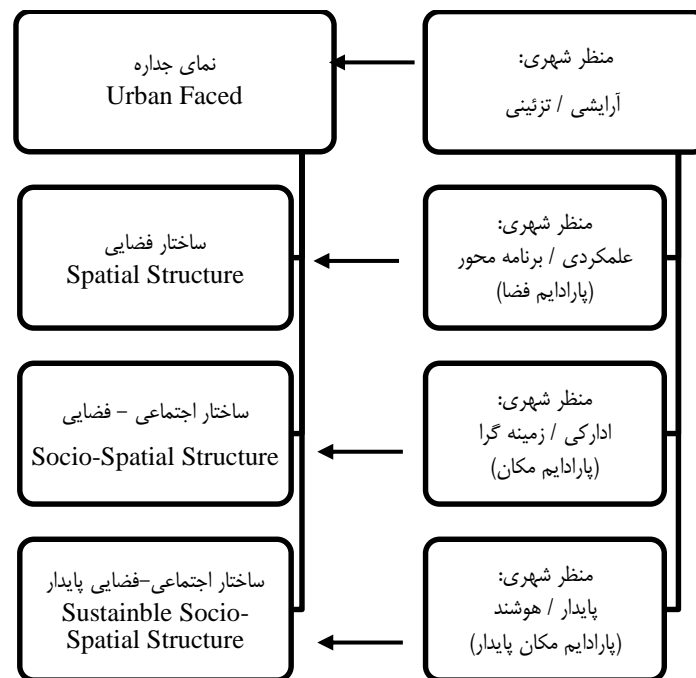 منظر شهری:
آرایشی / تزئینی
نمای جداره
Urban Faced
منظر شهری:
علمکردی / برنامه محور
(پارادایم فضا)
ساختار فضایی
Spatial Structure
منظر شهری:
ادارکی / زمینه گرا
(پارادایم مکان)
ساختار اجتماعی – فضایی
Socio-Spatial Structure
منظر شهری:
پایدار / هوشند
(پارادایم مکان پایدار)
ساختار اجتماعی-فضایی پایدار
Sustainble Socio-
Spatial Structure